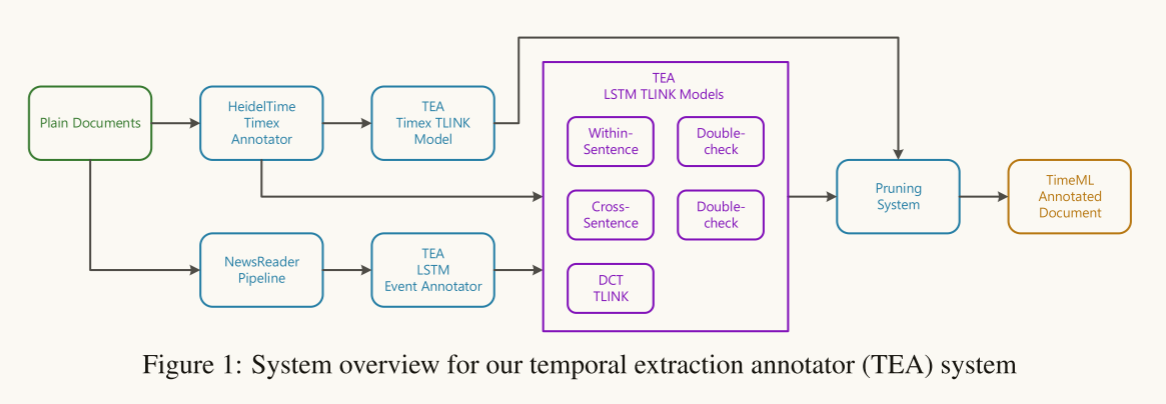 Plain Documents
HeidelTime
Timex
Annotator
TEA
Timex TLINK
Model
NewsReader
Pipeline
TEA
LSTM
Event Annotator
TEA
LSTM TLINK Models
Within-
Sentence
Double-
check
Cross-
Sentence
Double-
check
DCT
TLINK
Pruning
System
TimeML
Annotated
Document
Figure 1: System overview for our temporal extraction annotator (TEA) system